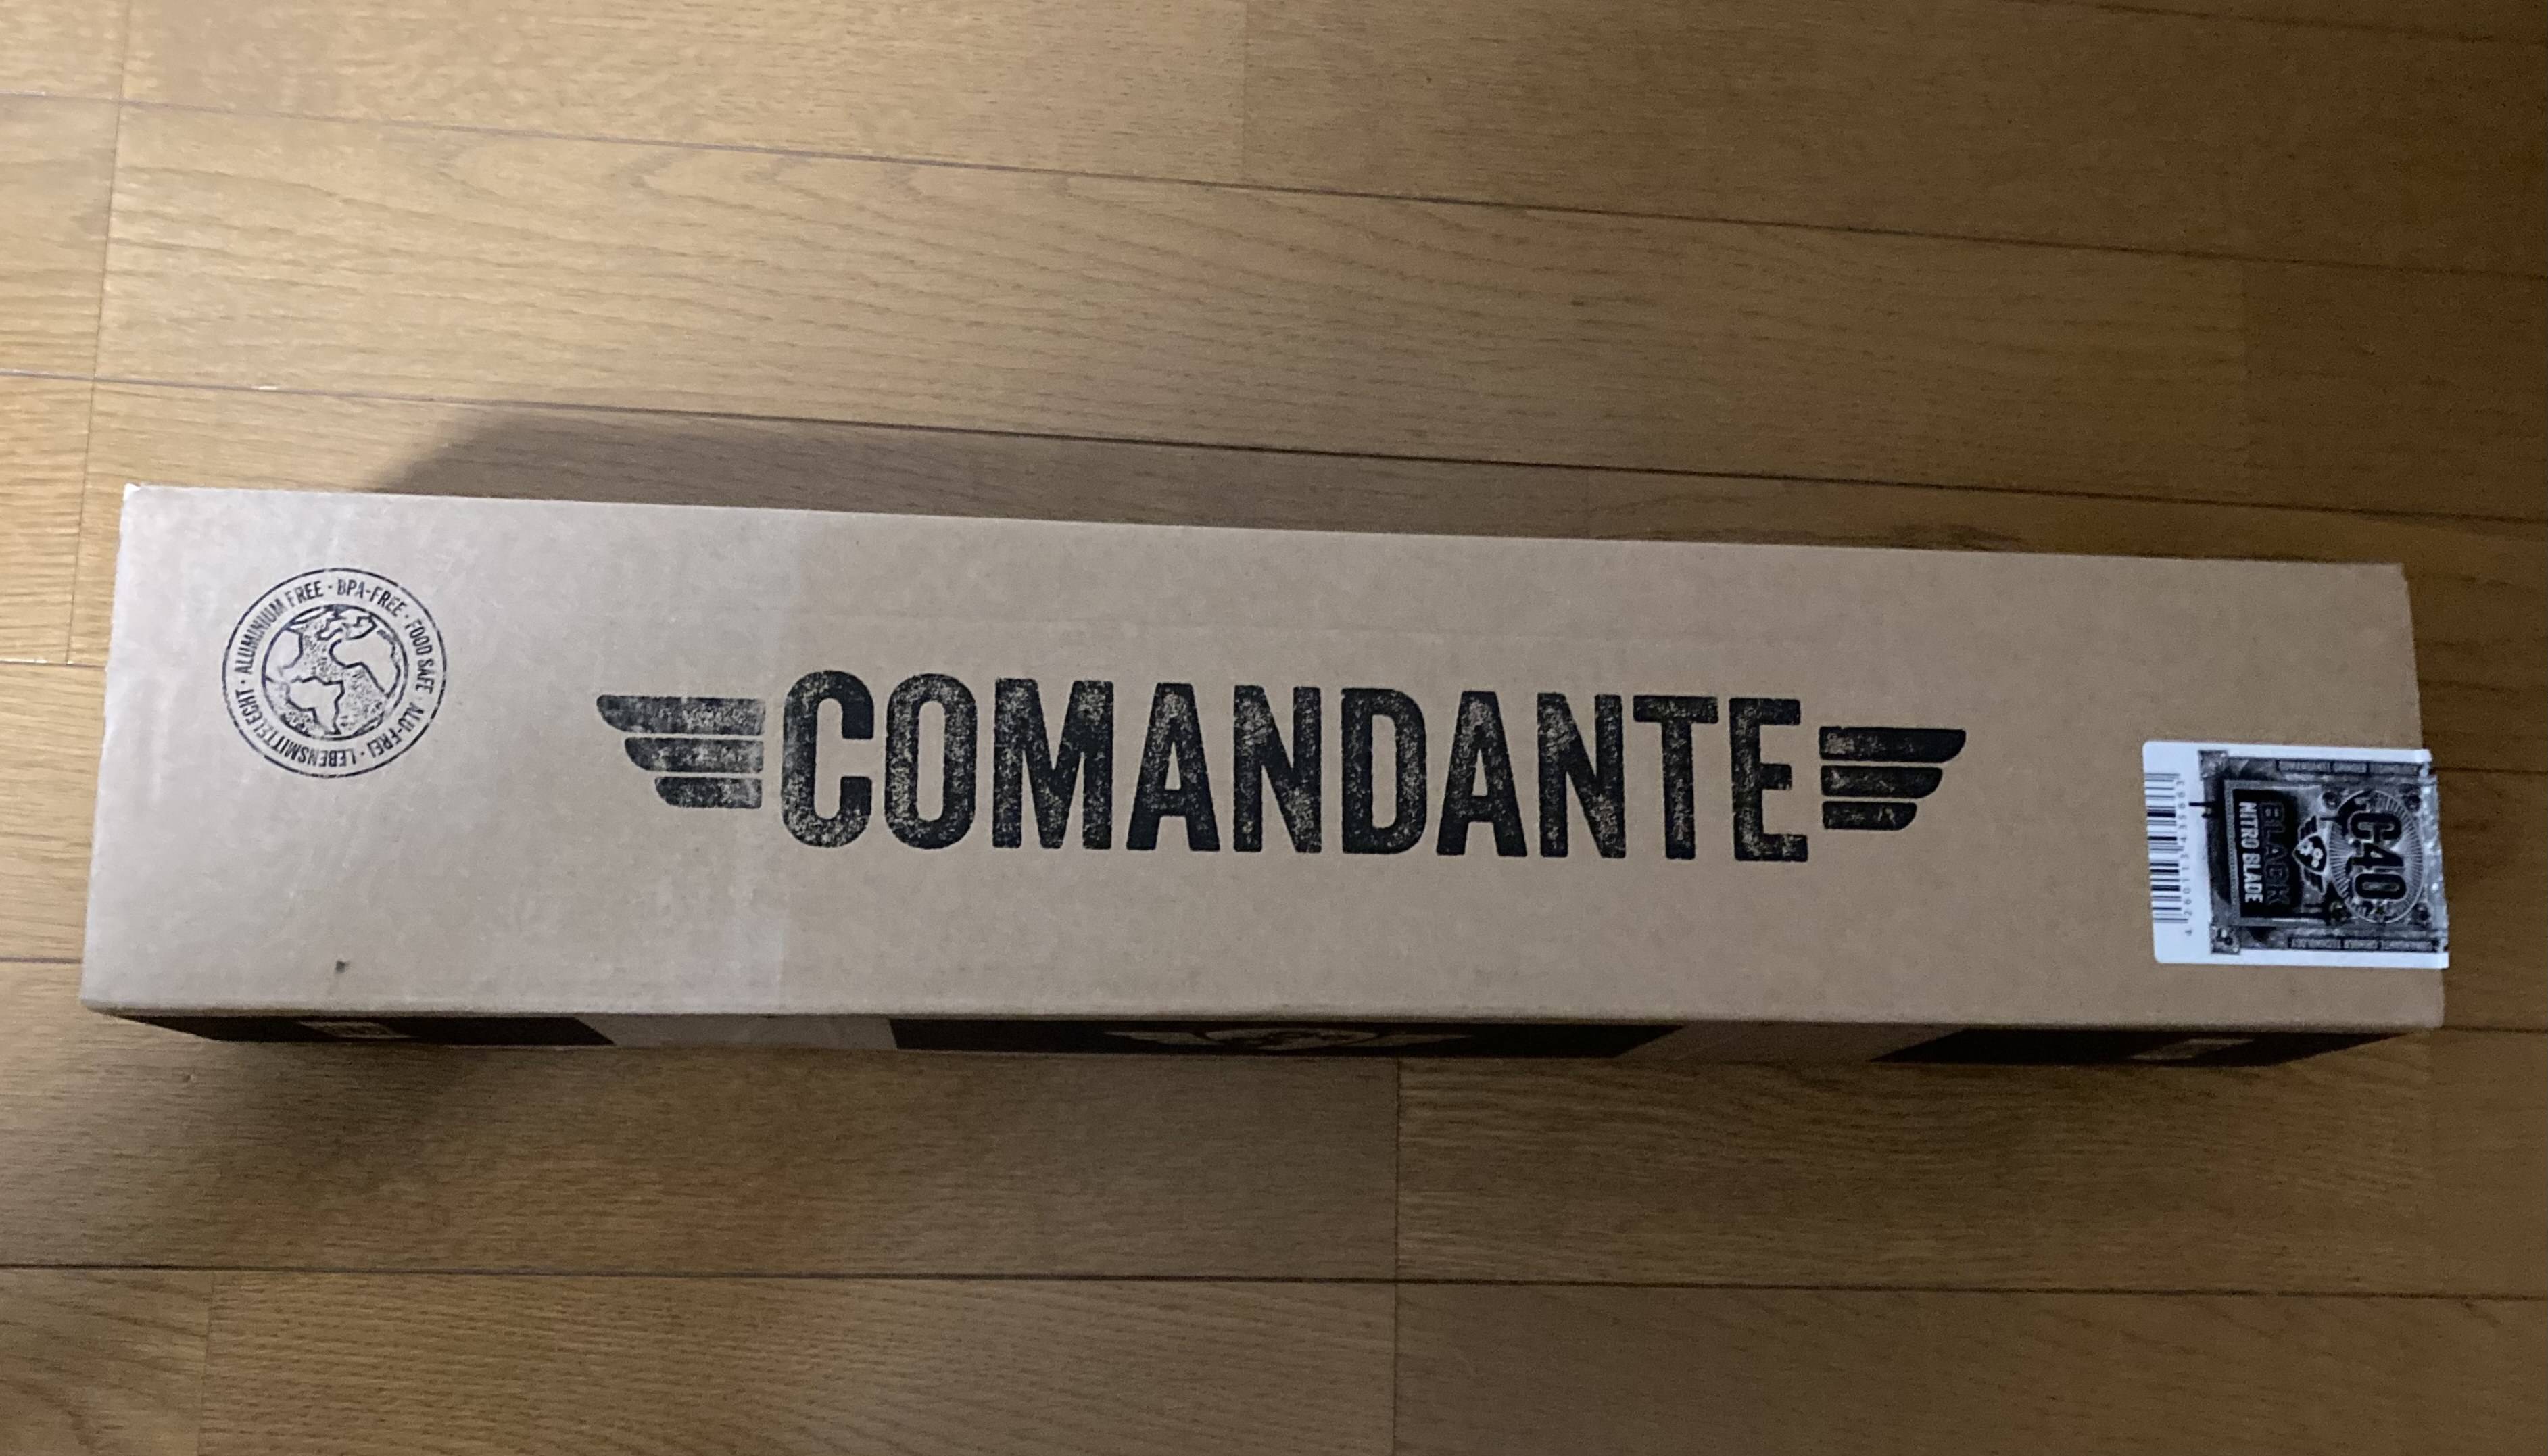 ALUMINIUM FREE · BPA-FREE · FOOD SAFE · ALU-FREI · LEBENSMITTELECHT ·
COMANDANTE
C40
BLACK
NITRO BLADE